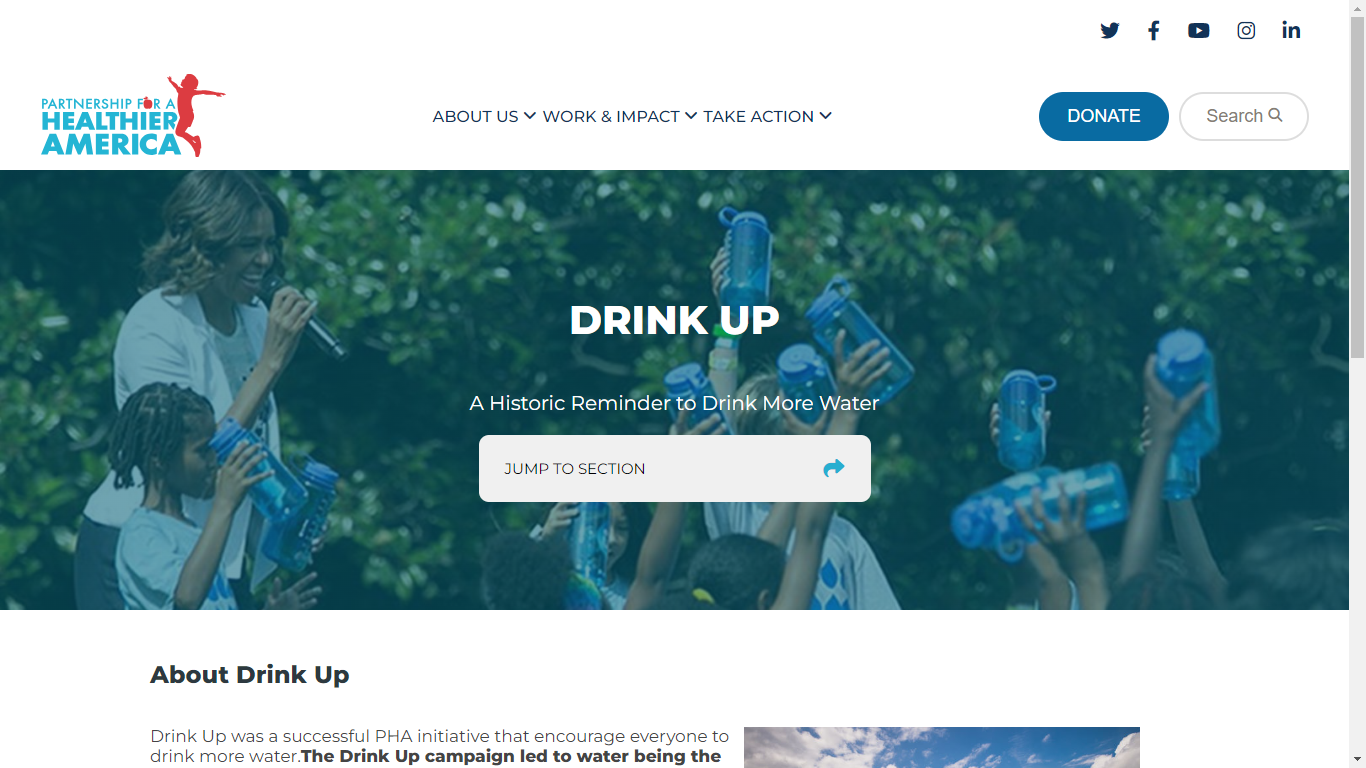 PARTNERSHIP FOR A
HEALTHIER
AMERICA
ABOUT US WORK & IMPACT TAKE ACTION
DONATE
Search
DRINK UP
A Historic Reminder to Drink More Water
JUMP TO SECTION
About Drink Up
Drink Up was a successful PHA initiative that encourage everyone to
drink more water.The Drink Up campaign led to water being the